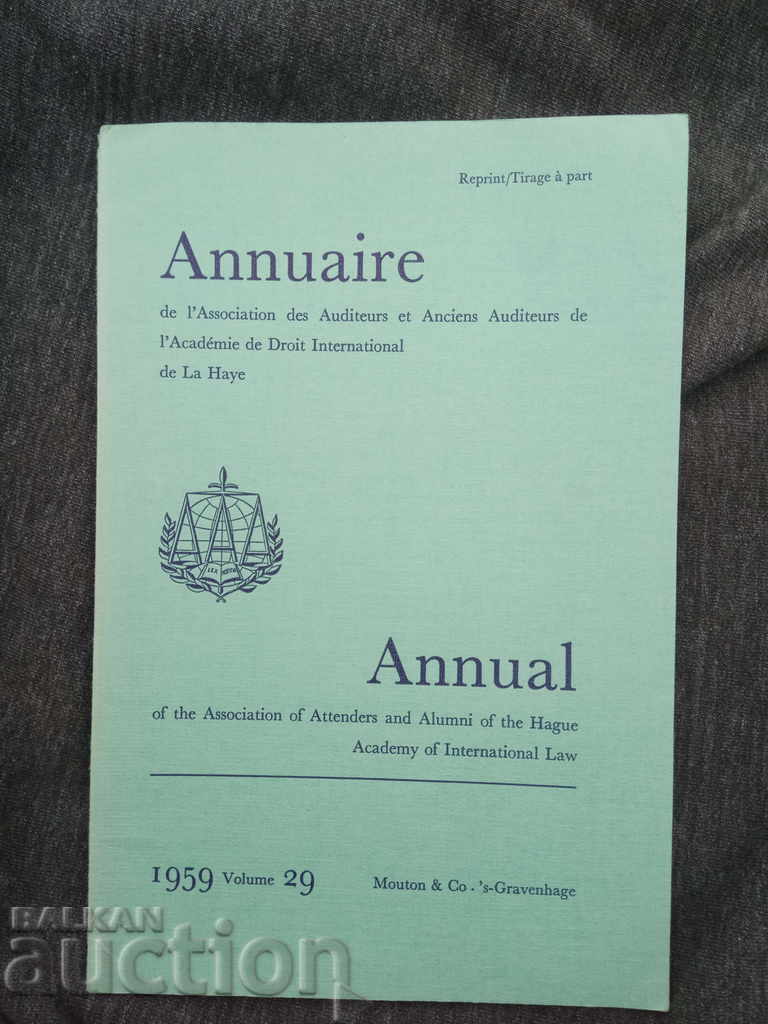 Reprint/Tirage à part
Annuaire
de l'Association des Auditeurs et Anciens Auditeurs de
l'Académie de Droit International
de La Haye
LEX
Annual
of the Association of Attenders and Alumni of the Hague
Academy of International Law
1959 Volume 29
Mouton & Co. 's-Gravenhage
BALKAN
auction